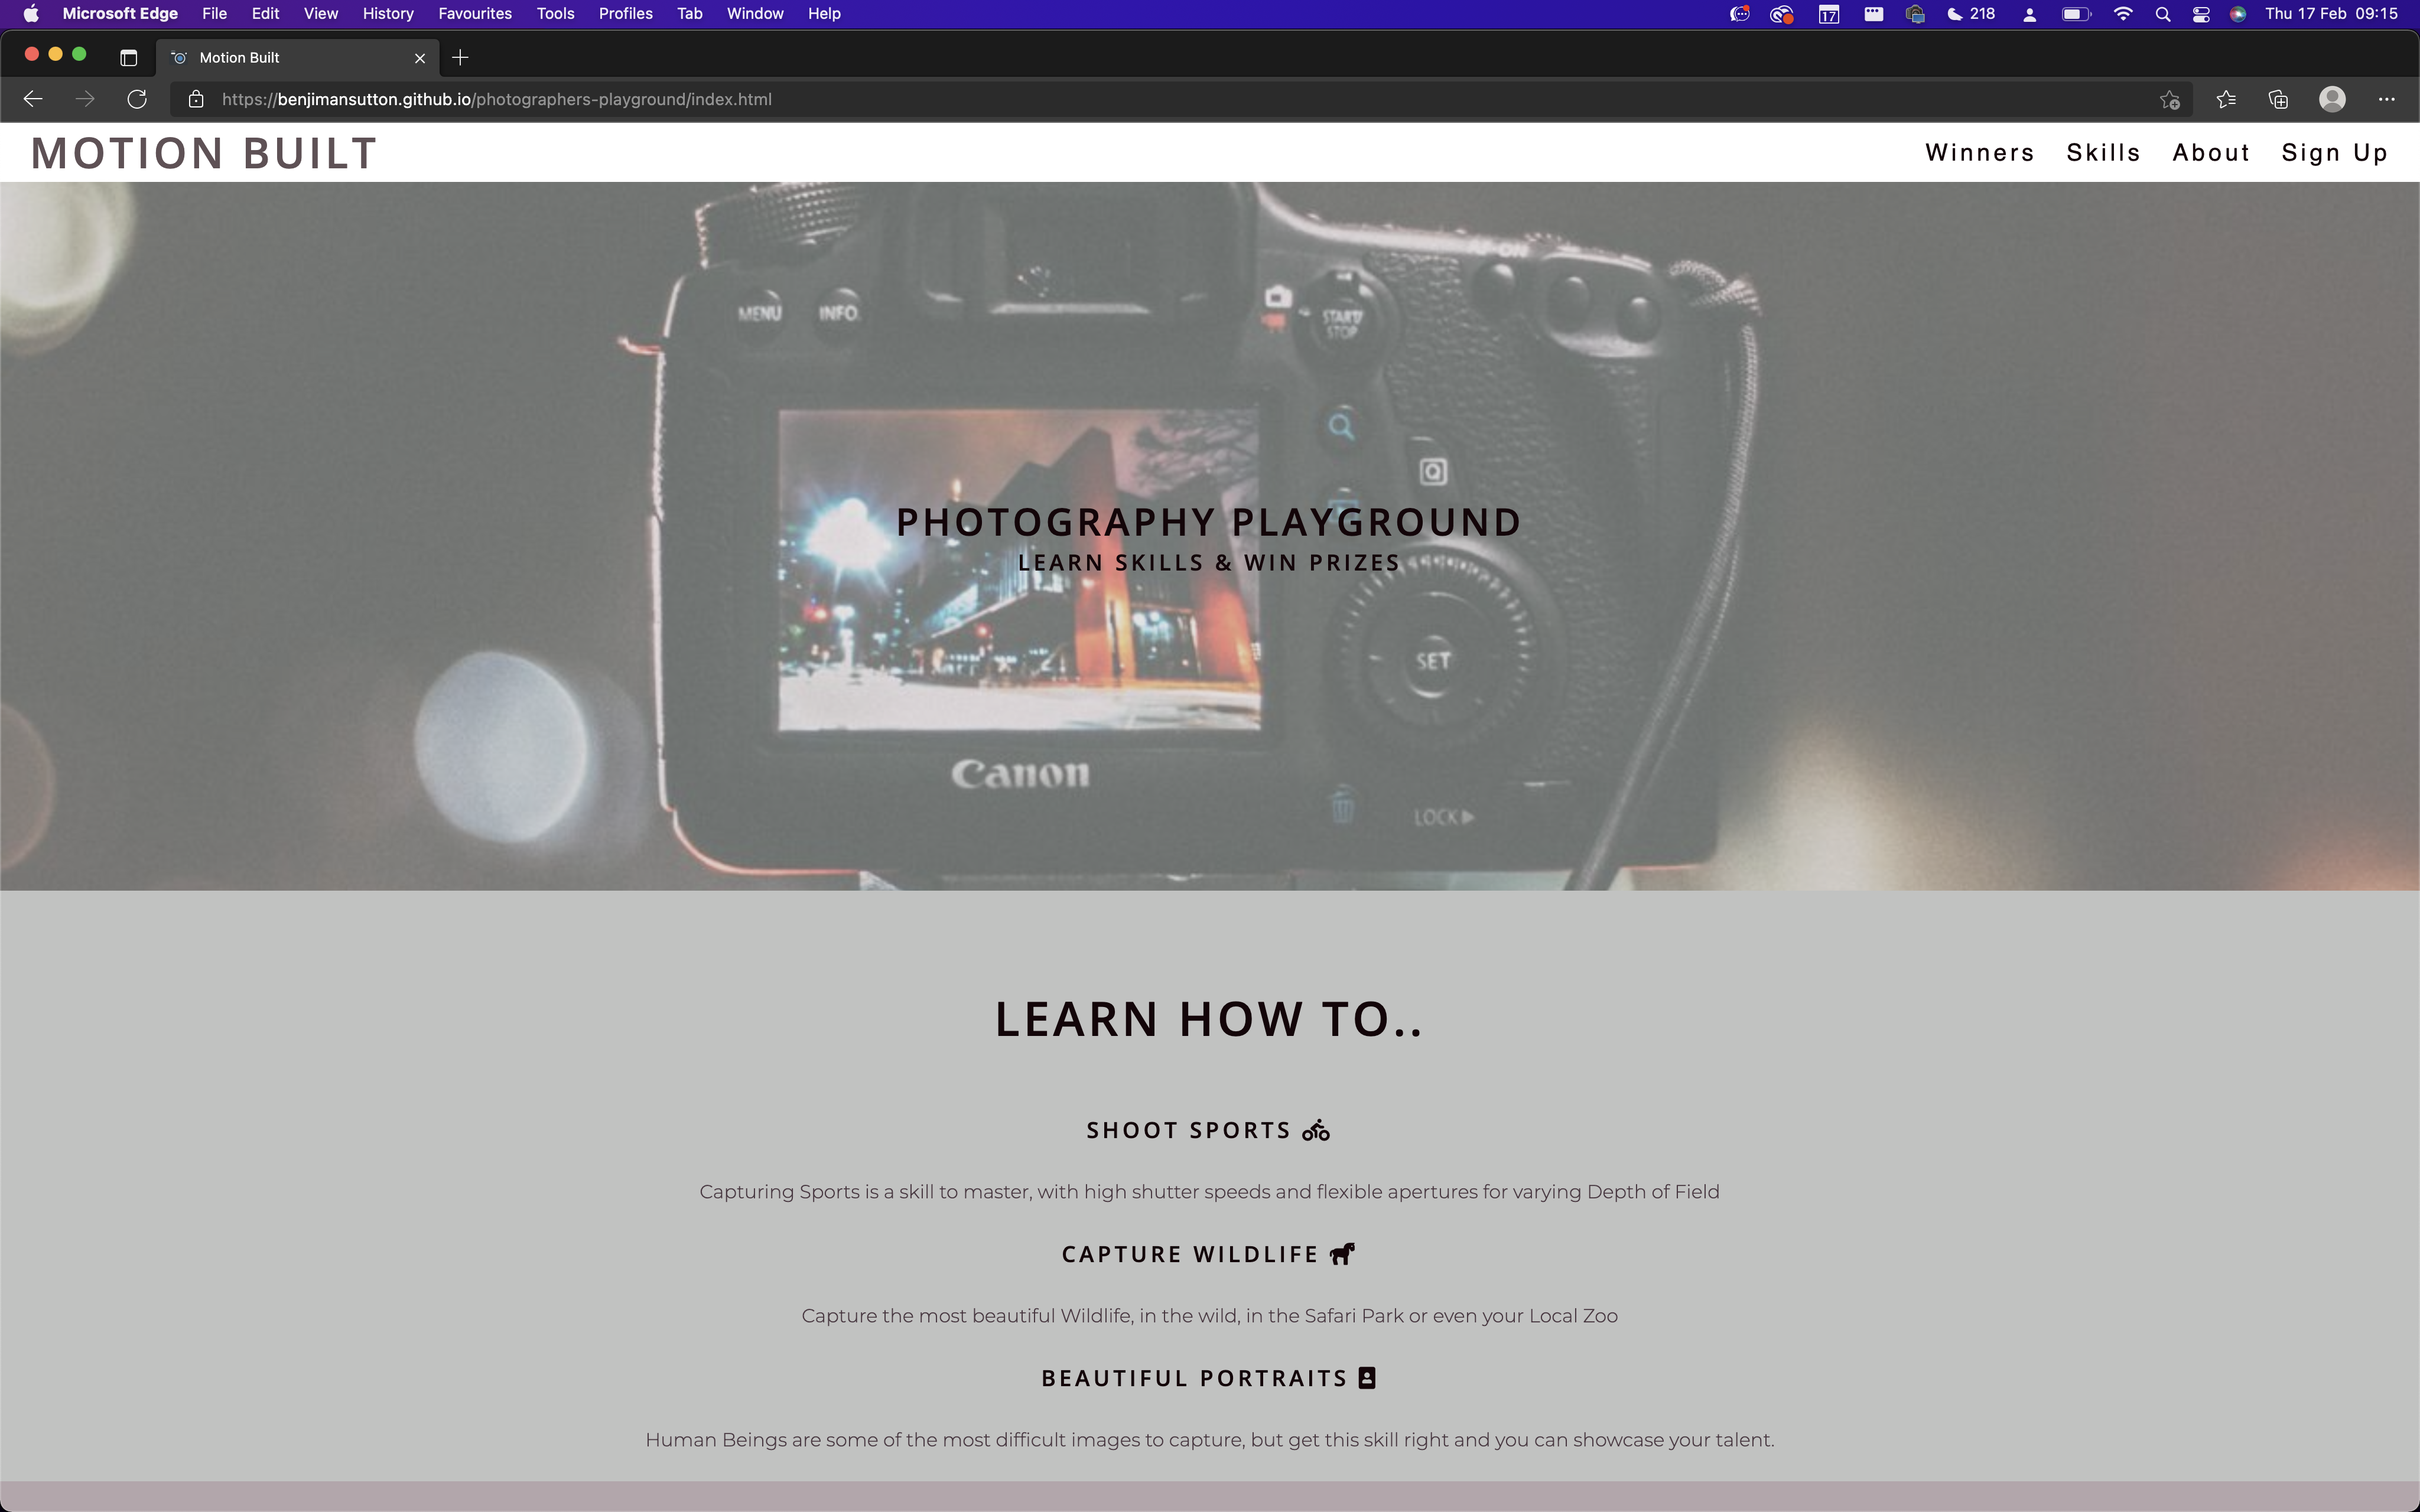 Microsoft Edge File Edit View History Favourites Tools Profiles Tab Window Help 17 218 Thu 17 Feb 09:15
Motion Built
https://benjimansutton.github.io/photographers-playground/index.html
MOTION BUILT
Winners Skills About Sign Up
MENU INFO. START/
STOP
Q
PHOTOGRAPHY PLAYGROUND
LEARN SKILLS & WIN PRIZES
SET
Canon
LOCK
LEARN HOW TO..
SHOOT SPORTS
Capturing Sports is a skill to master, with high shutter speeds and flexible apertures for varying Depth of Field
CAPTURE WILDLIFE
Capture the most beautiful Wildlife, in the wild, in the Safari Park or even your Local Zoo
BEAUTIFUL PORTRAITS
Human Beings are some of the most difficult images to capture, but get this skill right and you can showcase your talent.